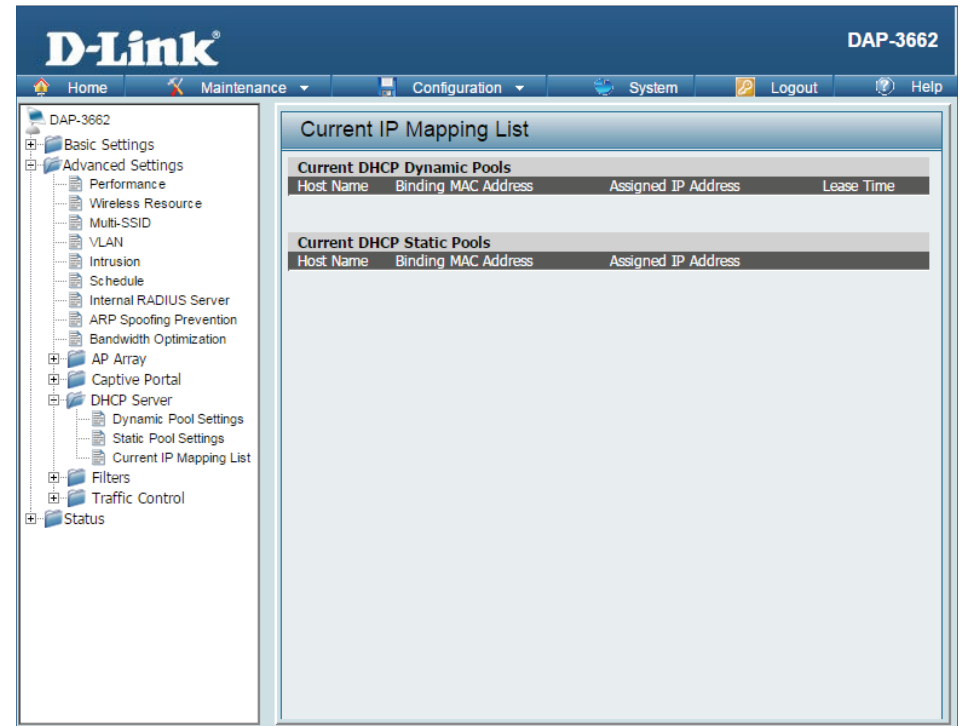 D-Link®
DAP-3662
Home Maintenance Configuration System Logout Help
DAP-3662
Basic Settings
Advanced Settings
Performance
Wireless Resource
Multi-SSID
VLAN
Intrusion
Schedule
Internal RADIUS Server
ARP Spoofing Prevention
Bandwidth Optimization
AP Array
Captive Portal
DHCP Server
Dynamic Pool Settings
Static Pool Settings
Current IP Mapping List
Filters
Traffic Control
Status
Current IP Mapping List
Current DHCP Dynamic Pools
Host Name Binding MAC Address Assigned IP Address Lease Time
Current DHCP Static Pools
Host Name Binding MAC Address Assigned IP Address